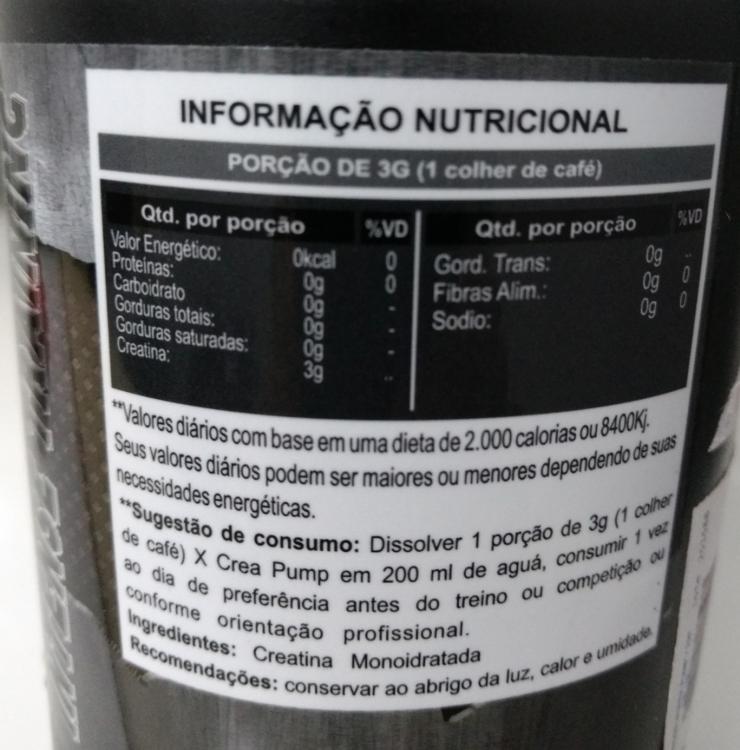 INFORMAÇÃO NUTRICIONAL
PORÇÃO DE 3G (1 colher de café)
Qtd. por porção %VD
Valor Energético: 0kcal 0
Proteínas: 0g 0
Carboidrato 0g -
Gorduras totais: 0g -
Gorduras saturadas: 0g -
Creatina: 3g ..
Qtd. por porção %VD
Gord. Trans: 0g ..
Fibras Alim.: 0g 0
Sodio: 0g 0
**Valores diários com base em uma dieta de 2.000 calorias ou 8400Kj.
Seus valores diários podem ser maiores ou menores dependendo de suas
necessidades energéticas.
**Sugestão de consumo: Dissolver 1 porção de 3g (1 colher
de café) X Crea Pump em 200 ml de aguá, consumir 1 vez
ao dia de preferência antes do treino ou competição ou
conforme orientação profissional.
Ingredientes: Creatina Monoidratada
Recomendações: conservar ao abrigo da luz, calor e umidade.